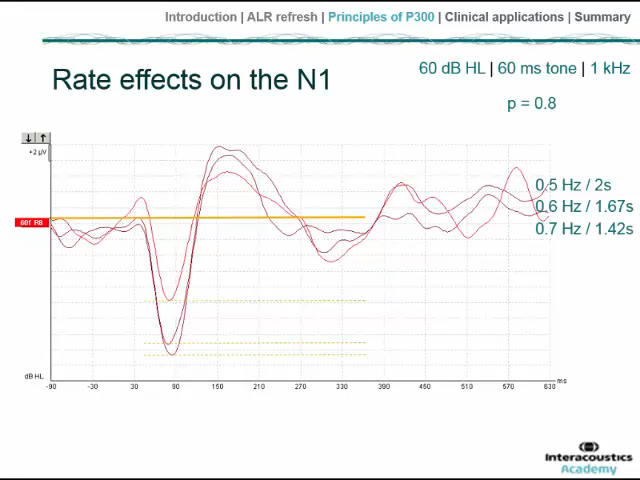 Introduction | ALR refresh | Principles of P300 | Clinical applications | Summary
Rate effects on the N1
60 dB HL | 60 ms tone | 1 kHz
p = 0.8
+2 µV
60f R8
0.5 Hz / 2s
0.6 Hz / 1.67s
0.7 Hz / 1.42s
dB HL
-90 -30 30 90 150 210 270 330 390 450 510 570 630 ms
Interacoustics
Academy